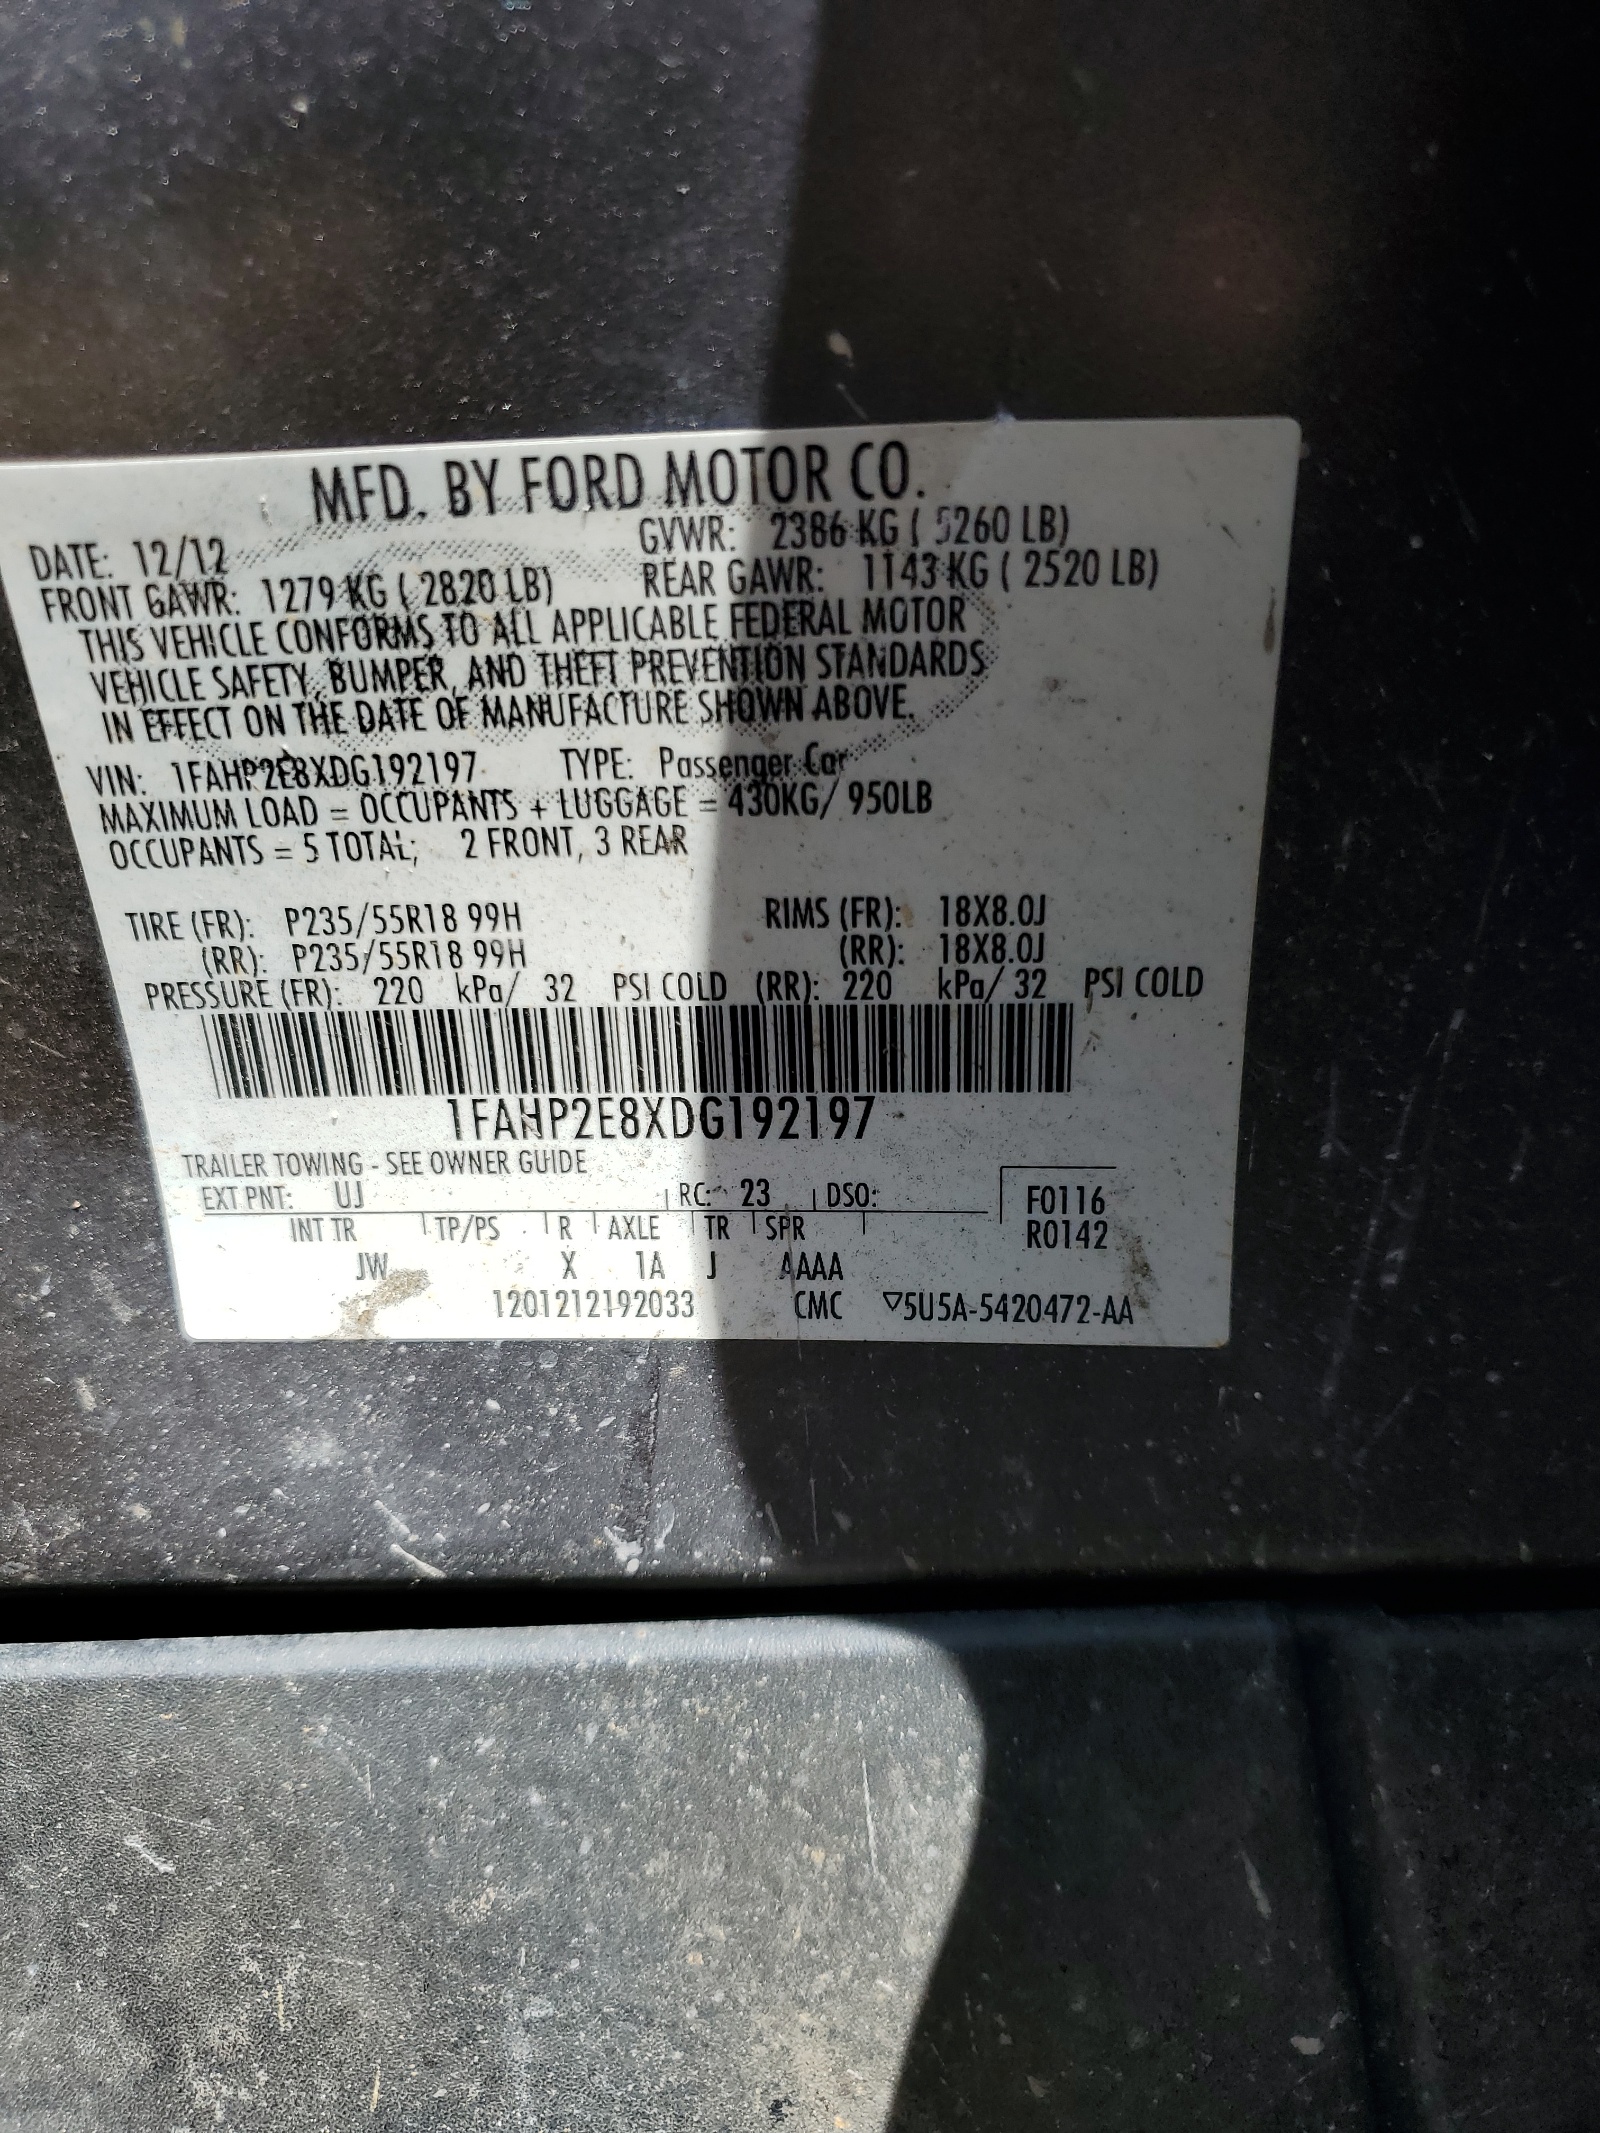 MFD. BY FORD MOTOR CO.
DATE: 12/12 GVWR: 2386 KG ( 5260 LB)
FRONT GAWR: 1279 KG ( 2820 LB) REAR GAWR: 1143 KG ( 2520 LB)
THIS VEHICLE CONFORMS TO ALL APPLICABLE FEDERAL MOTOR
VEHICLE SAFETY, BUMPER, AND THEFT PREVENTION STANDARDS
IN EFFECT ON THE DATE OF MANUFACTURE SHOWN ABOVE.
VIN: 1FAHP2E8XDG192197 TYPE: Passenger Car
MAXIMUM LOAD = OCCUPANTS + LUGGAGE = 430KG/ 950LB
OCCUPANTS = 5 TOTAL; 2 FRONT, 3 REAR
TIRE (FR): P235/55R18 99H RIMS (FR): 18X8.0J
(RR): P235/55R18 99H (RR): 18X8.0J
PRESSURE (FR): 220 kPa/ 32 PSI COLD (RR): 220 kPa/ 32 PSI COLD
1FAHP2E8XDG192197
TRAILER TOWING - SEE OWNER GUIDE
EXT PNT: UJ RC: 23 DSO: F0116
INT TR TP/PS R AXLE TR SPR R0142
JW X 1A J AAAA
1201212192033 CMC ▽5U5A-5420472-AA